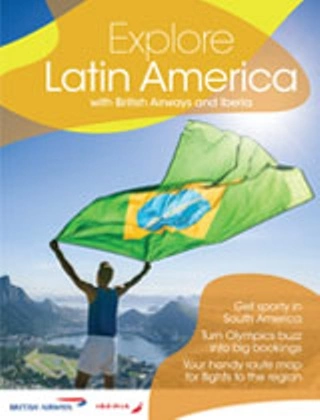 Explore
Latin America
with British Airways and Iberia
Get sporty in
South America
Turn Olympics buzz
into big bookings
Your handy route map
for flights to the region
BRITISH AIRWAYS